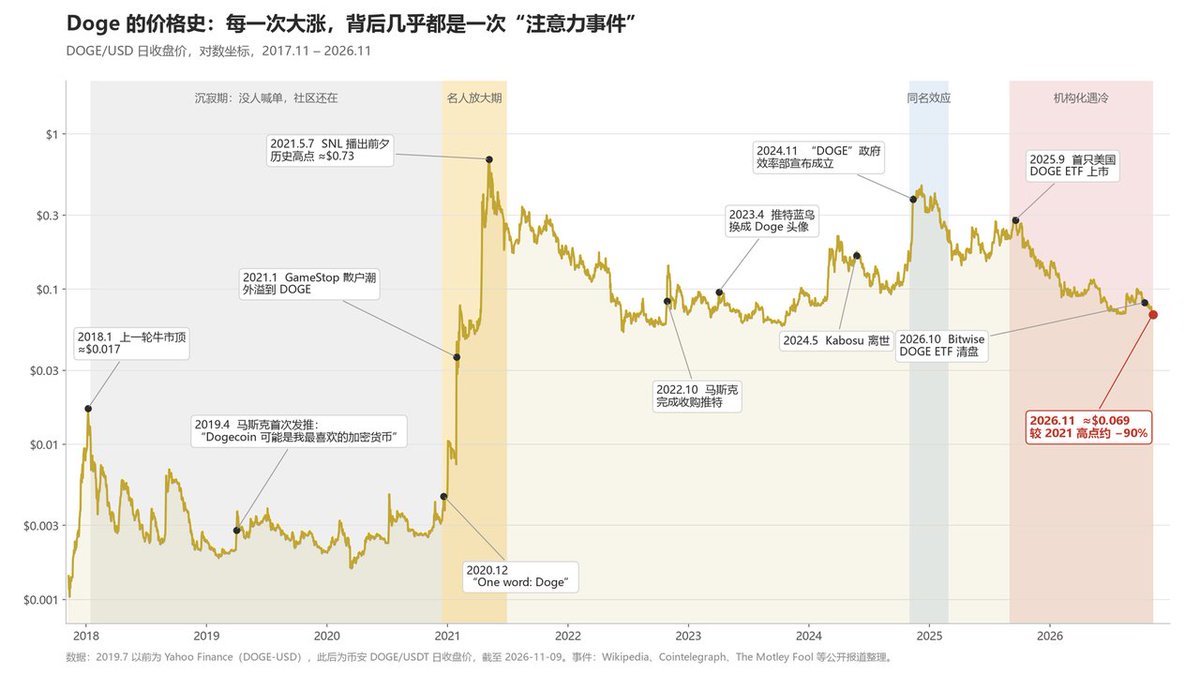 Doge 的价格史：每一次大涨，背后几乎都是一次“注意力事件”
DOGE/USD 日收盘价，对数坐标，2017.11 – 2026.11
沉寂期：没人喊单，社区还在
名人放大期
同名效应
机构化遇冷
$1
$0.3
$0.1
$0.03
$0.01
$0.003
$0.001
2021.5.7 SNL 播出前夕
历史高点 ≈$0.73
2024.11 “DOGE”政府
效率部宣布成立
2025.9 首只美国
DOGE ETF 上市
2023.4 推特蓝鸟
换成 Doge 头像
2021.1 GameStop 散户潮
外溢到 DOGE
2018.1 上一轮牛市顶
≈$0.017
2024.5 Kabosu 离世
2026.10 Bitwise
DOGE ETF 清盘
2022.10 马斯克
完成收购推特
2019.4 马斯克首次发推：
“Dogecoin 可能是我最喜欢的加密货币”
2026.11 ≈$0.069
较 2021 高点约 −90%
2020.12
“One word: Doge”
2018
2019
2020
2021
2022
2023
2024
2025
2026
数据：2019.7 以前为 Yahoo Finance（DOGE-USD），此后为币安 DOGE/USDT 日收盘价，截至 2026-11-09。事件：Wikipedia、Cointelegraph、The Motley Fool 等公开报道整理。